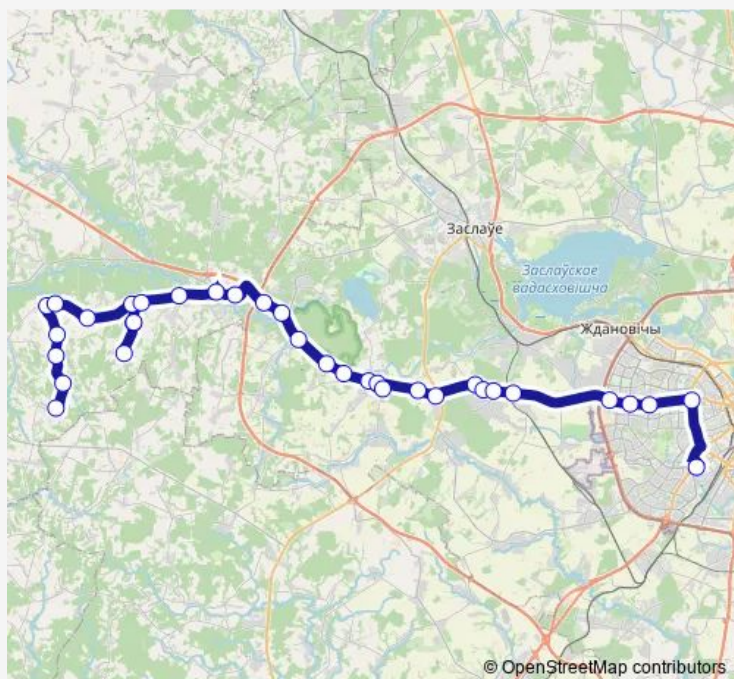 Заслаўе
Заслаўскае
вадасховішча
Ждановічы
© OpenStreetMap contributors